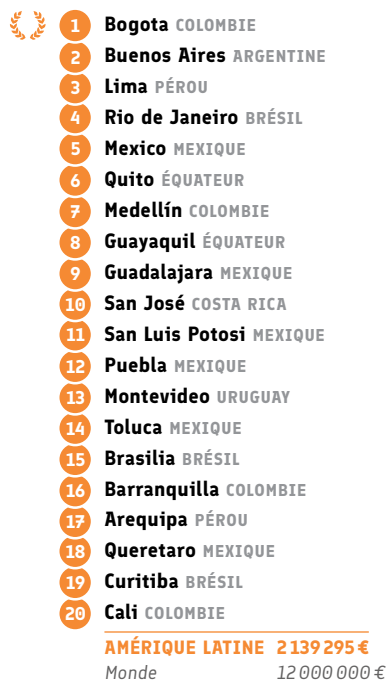 1 Bogota COLOMBIE
2 Buenos Aires ARGENTINE
3 Lima PÉROU
4 Rio de Janeiro BRÉSIL
5 Mexico MEXIQUE
6 Quito ÉQUATEUR
7 Medellín COLOMBIE
8 Guayaquil ÉQUATEUR
9 Guadalajara MEXIQUE
10 San José COSTA RICA
11 San Luis Potosi MEXIQUE
12 Puebla MEXIQUE
13 Montevideo URUGUAY
14 Toluca MEXIQUE
15 Brasilia BRÉSIL
16 Barranquilla COLOMBIE
17 Arequipa PÉROU
18 Queretaro MEXIQUE
19 Curitiba BRÉSIL
20 Cali COLOMBIE
AMÉRIQUE LATINE 2 139 295 €
Monde 12 000 000 €